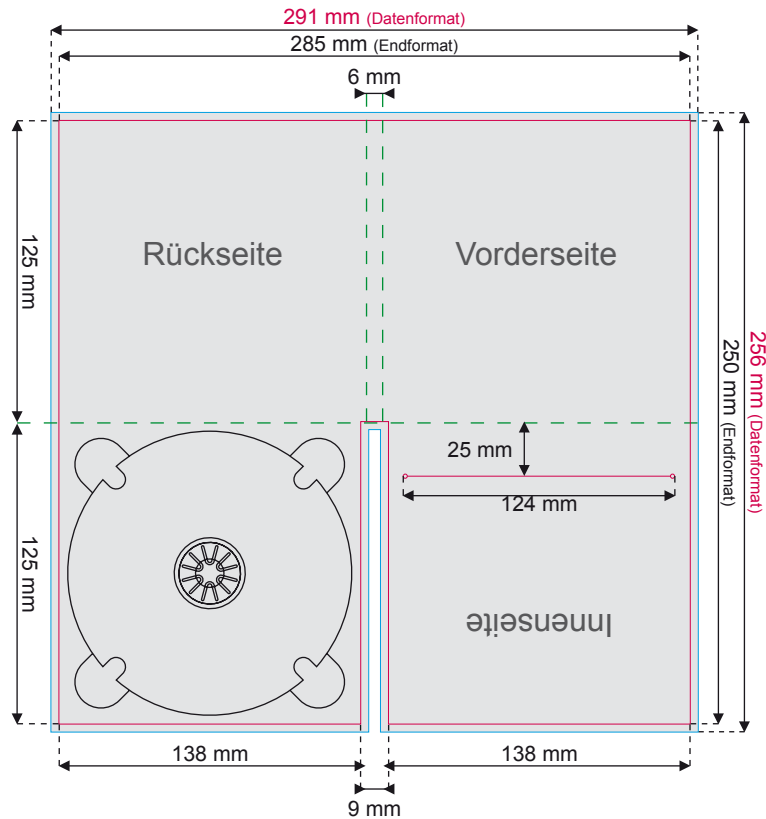 291 mm (Datenformat)
285 mm (Endformat)
6 mm
Rückseite
Vorderseite
125 mm
250 mm (Endformat)
256 mm (Datenformat)
25 mm
124 mm
125 mm
Innenseite
138 mm
138 mm
9 mm